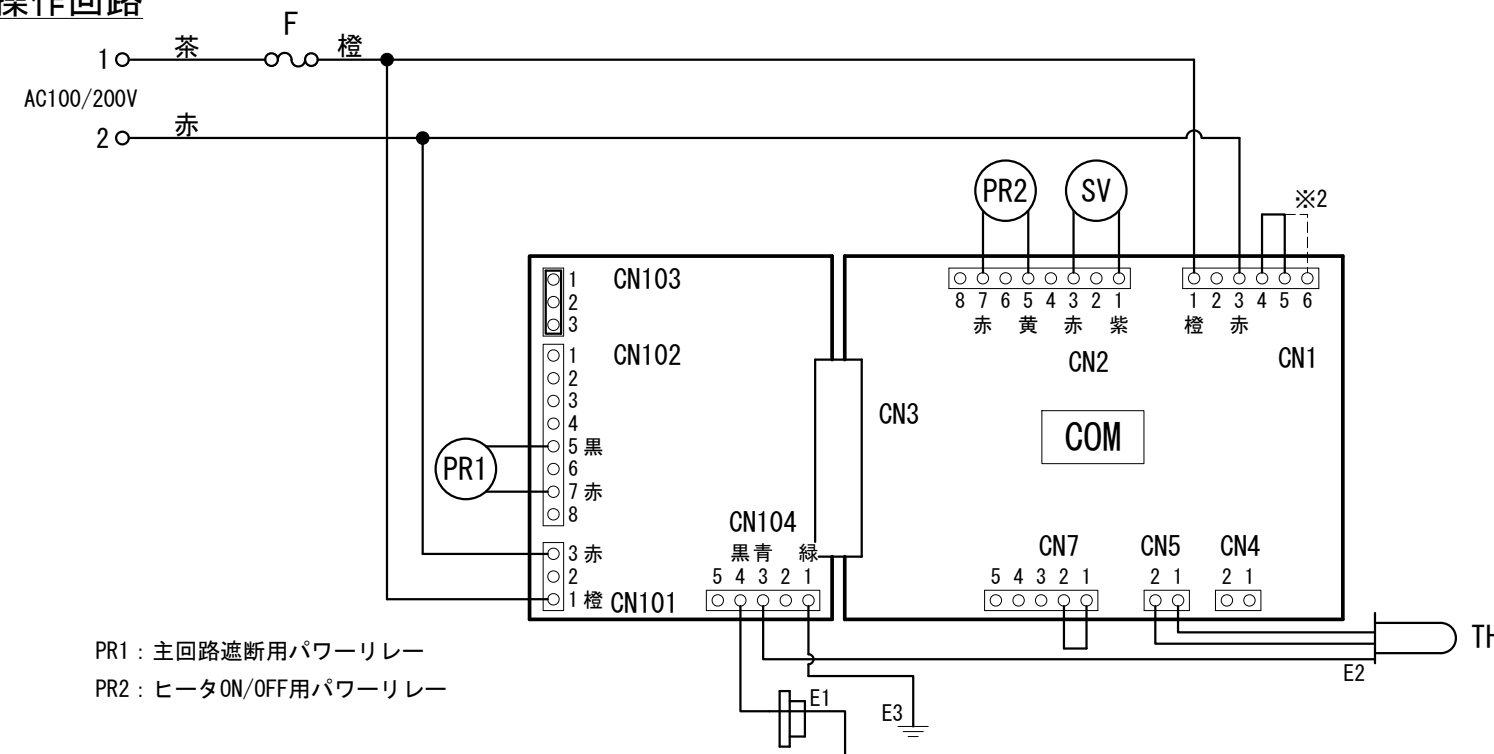 操作回路
F
1 茶 橙
AC100/200V
2 赤
PR2 SV ※2
8 7 6 5 4 3 2 1
赤 黄 赤 紫
CN2
1 2 3 4 5 6
橙 赤
CN1
1
2
3
CN103
1
2
3
4
5 黒
6
7 赤
8
CN102
PR1
3 赤
2
1 橙
CN101
CN104
黒 青 緑
5 4 3 2 1
CN3
COM
CN7
5 4 3 2 1
CN5
2 1
CN4
2 1
TH
E2
E1
E3
PR1：主回路遮断用パワーリレー
PR2：ヒータON/OFF用パワーリレー